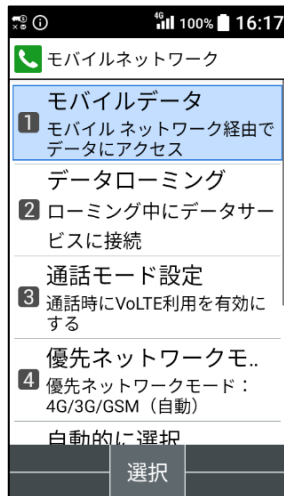 4G 100% 16:17
モバイルネットワーク
モバイルデータ
1 モバイル ネットワーク経由で
データにアクセス
データローミング
2 ローミング中にデータサー
ビスに接続
通話モード設定
3 通話時にVoLTE利用を有効に
する
優先ネットワークモ..
4 優先ネットワークモード：
4G/3G/GSM（自動）
自動的に選択
選択